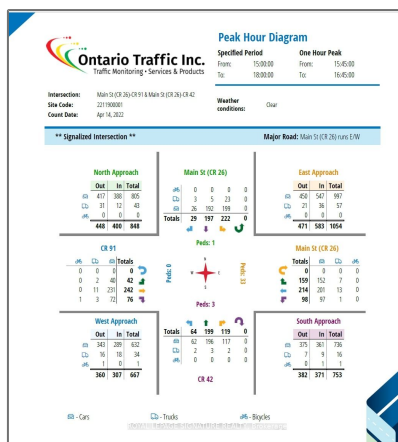 Ontario Traffic Inc.
Traffic Monitoring • Services & Products
Peak Hour Diagram
Specified Period One Hour Peak
From: 15:00:00 From: 15:45:00
To: 18:00:00 To: 16:45:00
Intersection: Main St (CR 26)-CR 91 & Main St (CR 26)-CR 42
Site Code: 2211900001
Count Date: Apr 14, 2022
Weather conditions: Clear
** Signalized Intersection ** Major Road: Main St (CR 26) runs E/W
North Approach
Out In Total
417 388 805
31 12 43
0 0 0
448 400 848
Main St (CR 26)
0 0 0 0
3 5 23 0
26 192 199 0
Totals 29 197 222 0
East Approach
Out In Total
450 547 997
21 36 57
0 0 0
471 583 1054
CR 91
Totals
0 0 0 0
0 2 40 42
0 11 231 242
1 3 72 76
Peds: 1
Peds: 0
Peds: 33
Peds: 3
N
W E
S
Main St (CR 26)
Totals
0 0 0 0
159 152 7 0
214 201 13 0
98 97 1 0
West Approach
Out In Total
343 289 632
16 18 34
1 0 1
360 307 667
Totals 64 199 119 0
62 196 117 0
2 3 2 0
0 0 0 0
CR 42
South Approach
Out In Total
375 361 736
7 9 16
0 1 1
382 371 753
- Cars - Trucks - Bicycles